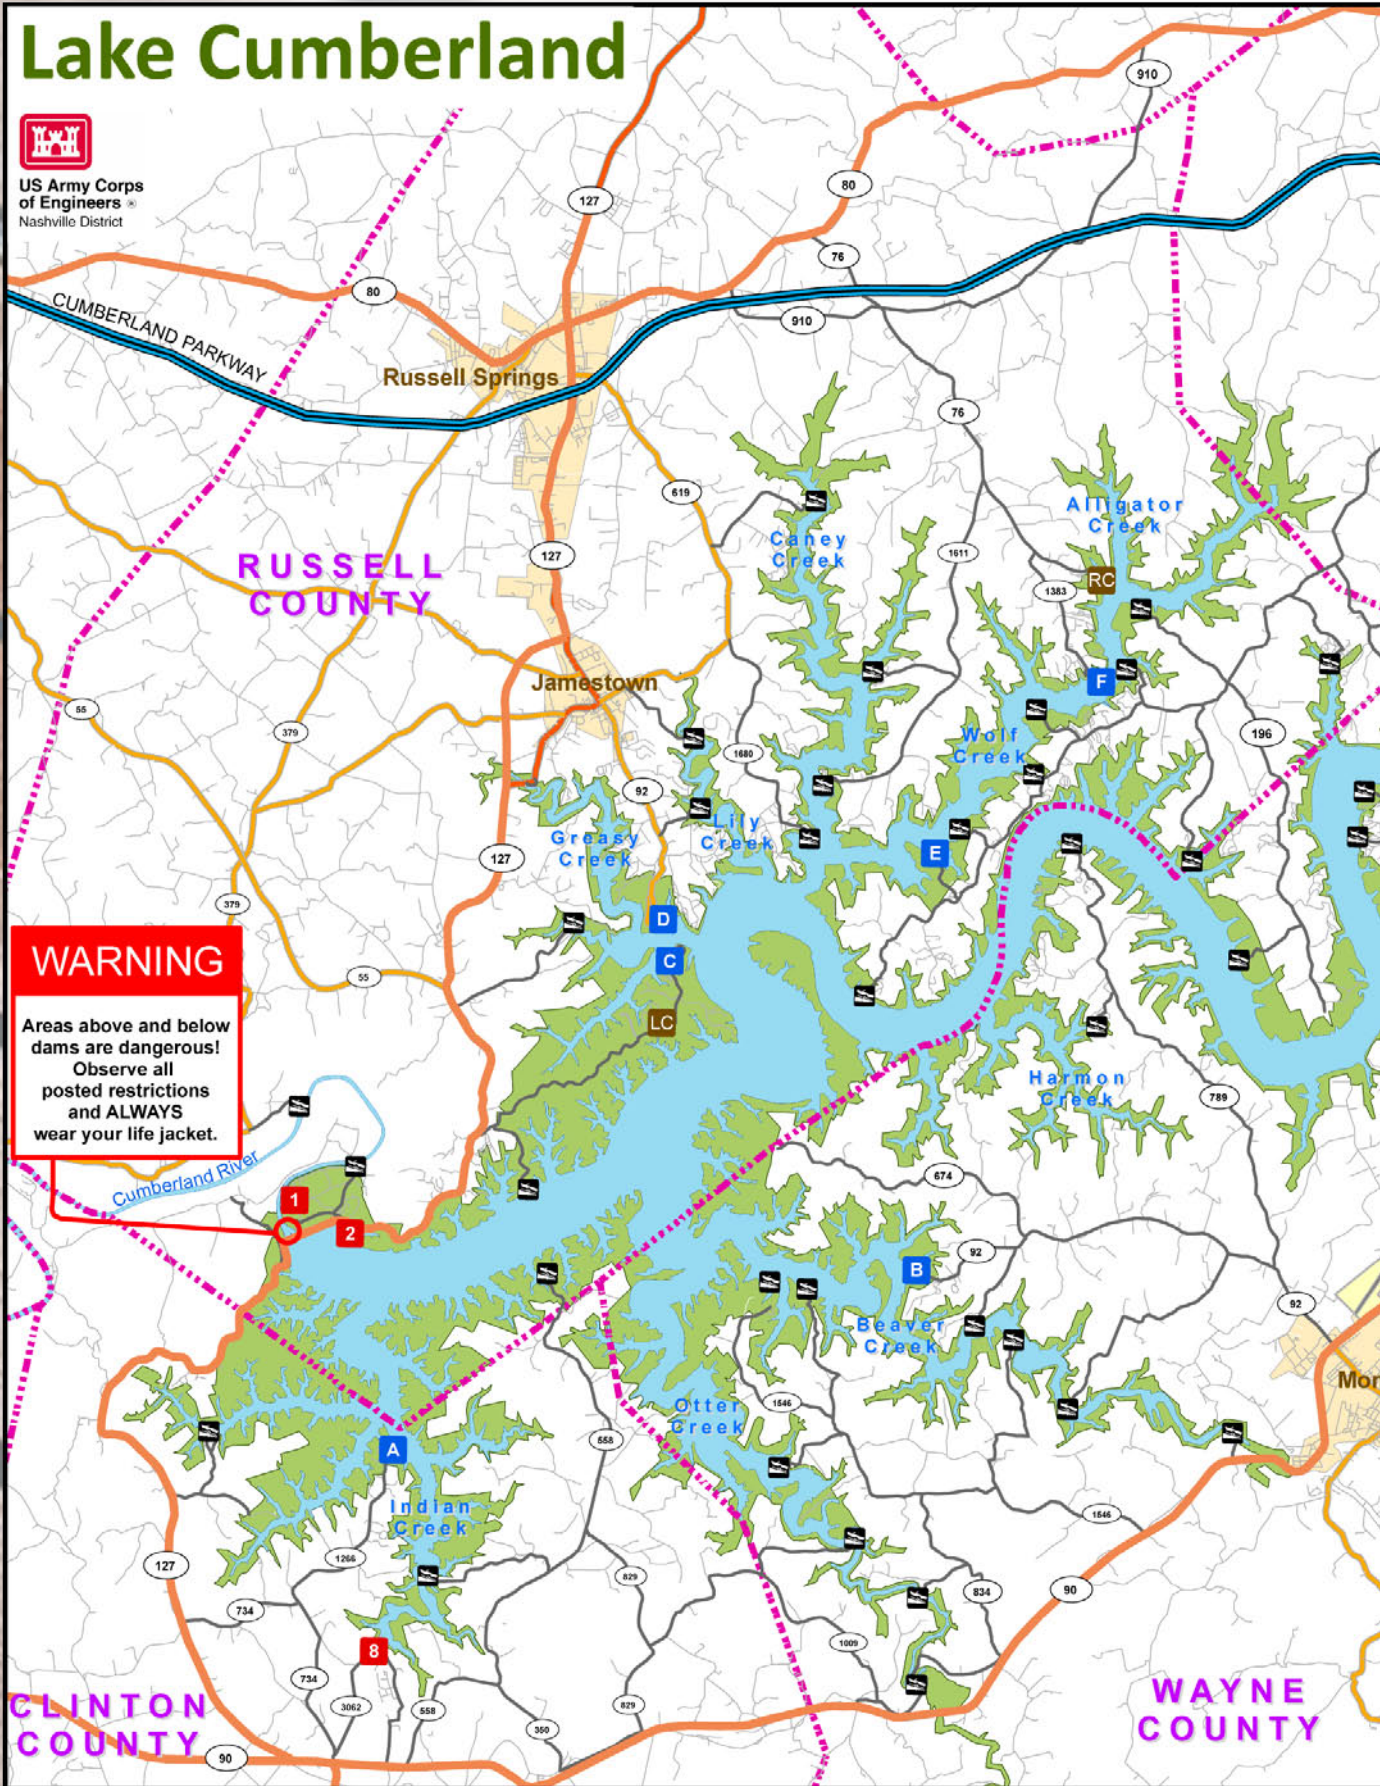 Lake Cumberland
US Army Corps
of Engineers ®
Nashville District
910
127
80
76
80
CUMBERLAND PARKWAY
910
Russell Springs
76
619
Alligator
Creek
Caney
Creek
127
1611
RUSSELL
COUNTY
RC
1383
Jamestown
F
55
379
196
Wolf
Creek
1680
92
Lily
Creek
Greasy
Creek
127
E
379
D
WARNING
Areas above and below
dams are dangerous!
Observe all
posted restrictions
and ALWAYS
wear your life jacket.
C
55
LC
Harmon
Creek
789
Cumberland River
674
1
2
92
B
92
Beaver
Creek
Mor
Otter
Creek
1546
558
A
Indian
Creek
1546
1266
127
829
834
90
734
1009
8
734
3062
558
829
350
CLINTON
COUNTY
WAYNE
COUNTY
90